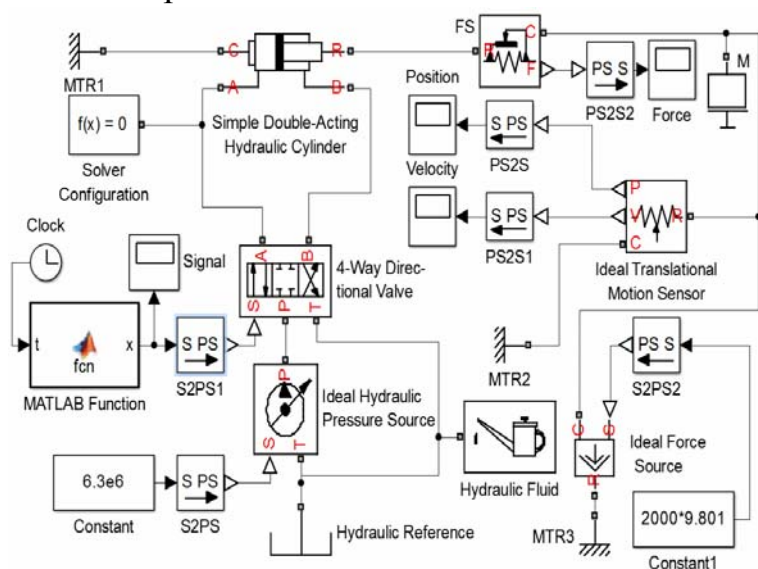 FS
C
R
F
M
PS S
PS2S2
Force
C
R
A
B
MTR1
f(x) = 0
Solver
Configuration
Simple Double-Acting
Hydraulic Cylinder
Position
S PS
PS2S
Velocity
S PS
PS2S1
P
V
R
C
Ideal Translational
Motion Sensor
Clock
Signal
A
B
S
P
T
4-Way Direc-
tional Valve
t
x
fcn
MATLAB Function
S PS
S2PS1
MTR2
PS S
S2PS2
P
S
T
Ideal Hydraulic
Pressure Source
C
S
R
Ideal Force
Source
6.3e6
Constant
S PS
S2PS
Hydraulic Fluid
Hydraulic Reference
MTR3
2000*9.801
Constant1